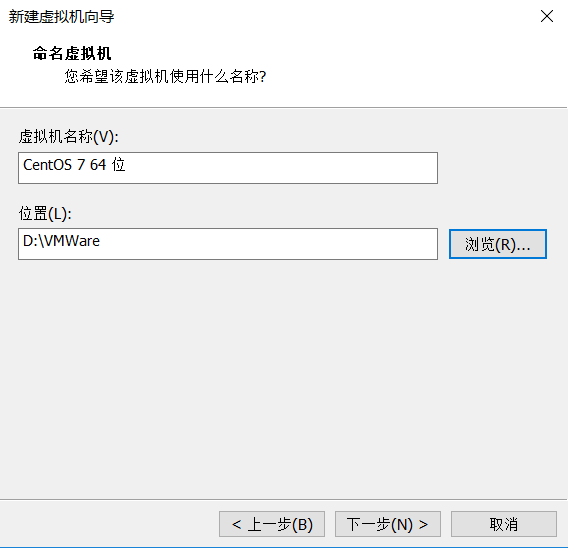 新建虚拟机向导
命名虚拟机
您希望该虚拟机使用什么名称?
虚拟机名称(V):
CentOS 7 64 位
位置(L):
D:\VMWare
浏览(R)...
< 上一步(B)
下一步(N) >
取消